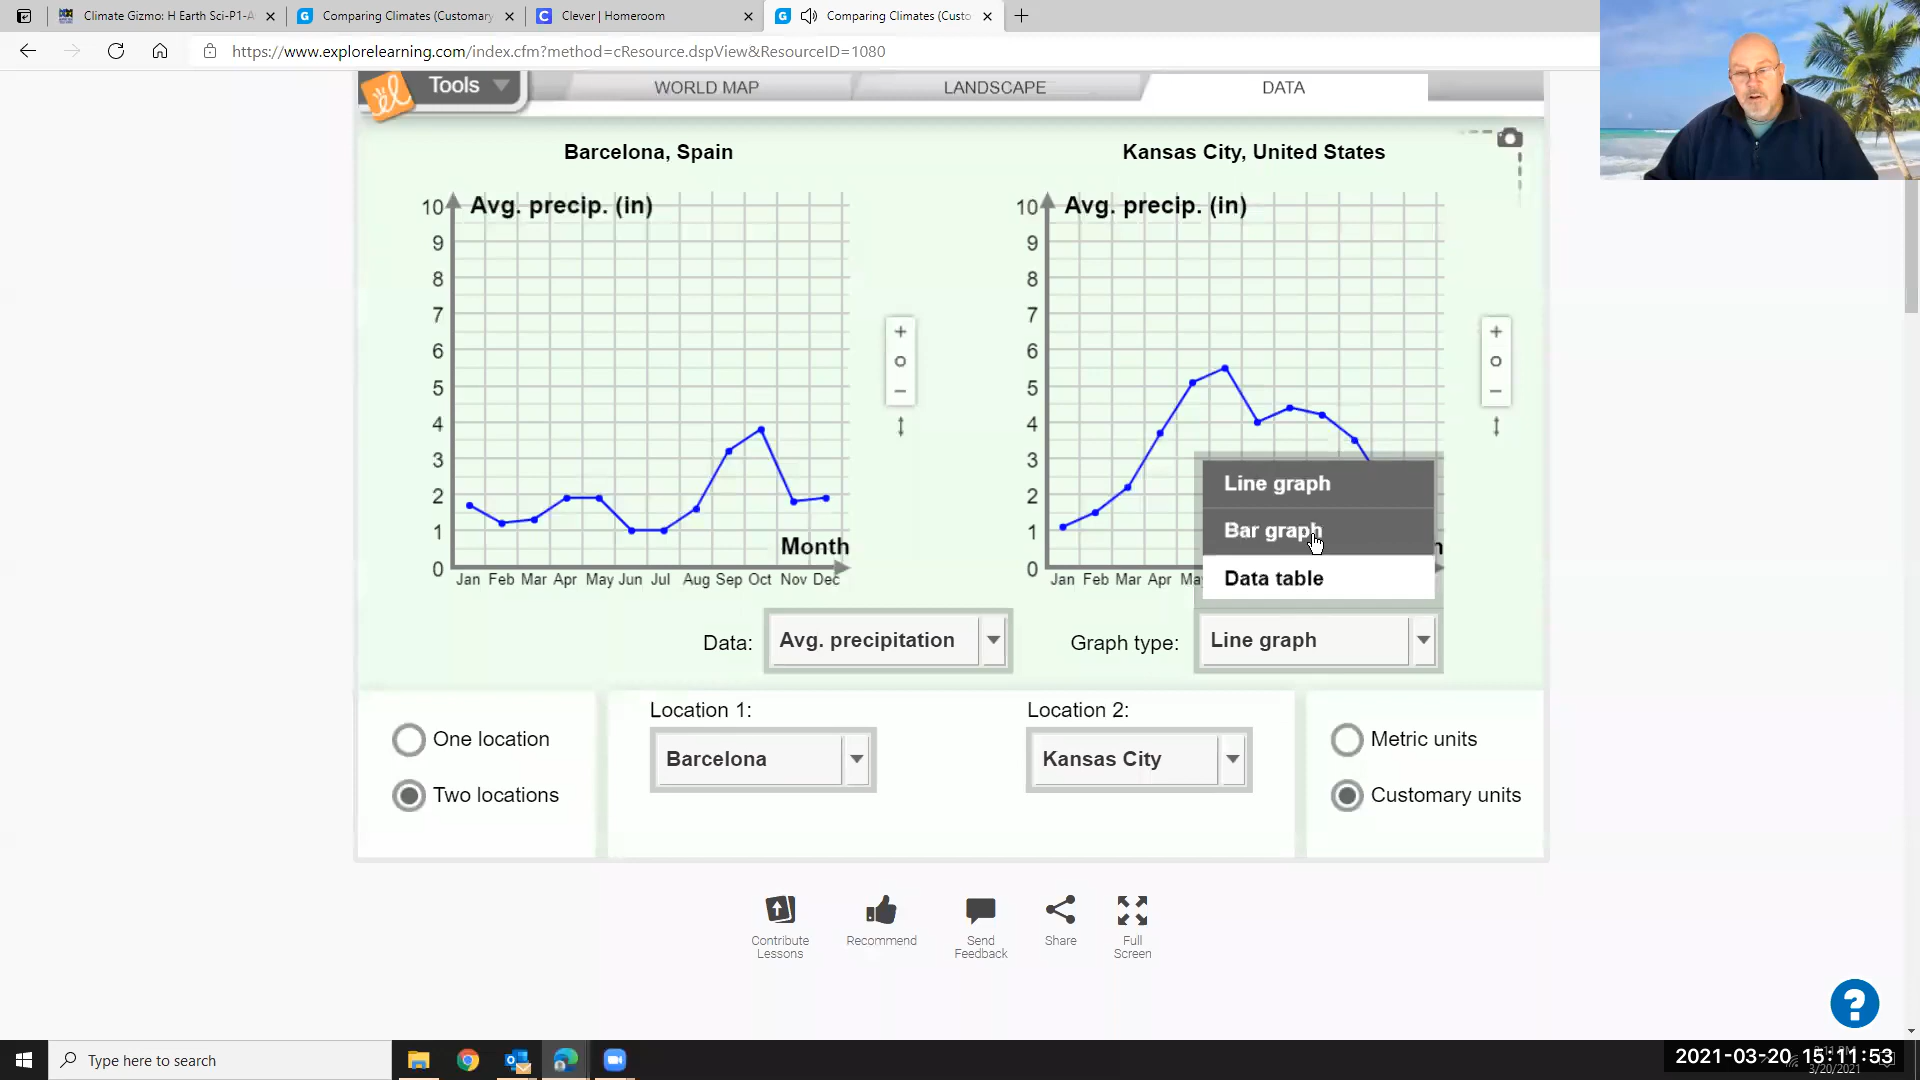 Climate Gizmo: H Earth Sci-P1-A
Comparing Climates (Customary
Clever | Homeroom
Comparing Climates (Custo
https://www.explorelearning.com/index.cfm?method=cResource.dspView&ResourceID=1080
Tools
WORLD MAP
LANDSCAPE
DATA
Barcelona, Spain
Avg. precip. (in)
10
9
8
7
6
5
4
3
2
1
0
Month
Jan Feb Mar Apr May Jun Jul Aug Sep Oct Nov Dec
Kansas City, United States
Avg. precip. (in)
10
9
8
7
6
5
4
3
2
1
0
Jan Feb Mar Apr Ma
Line graph
Bar graph
Data table
Data:
Avg. precipitation
Graph type:
Line graph
One location
Two locations
Location 1:
Barcelona
Location 2:
Kansas City
Metric units
Customary units
Contribute
Lessons
Recommend
Send
Feedback
Share
Full
Screen
?
Type here to search
2021-03-20 15:11:53
3/20/2021